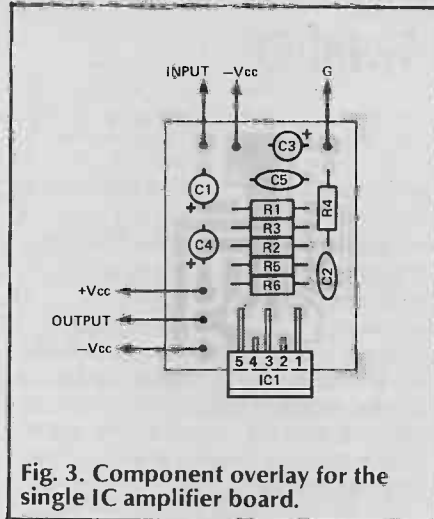 INPUT -Vcc G
C3 +
C5
C1
+
R4
R1
R3
C4
R2
+
R5
C2
R6
+Vcc
OUTPUT
-Vcc
5 4 3 2 1
IC1
Fig. 3. Component overlay for the
single IC amplifier board.